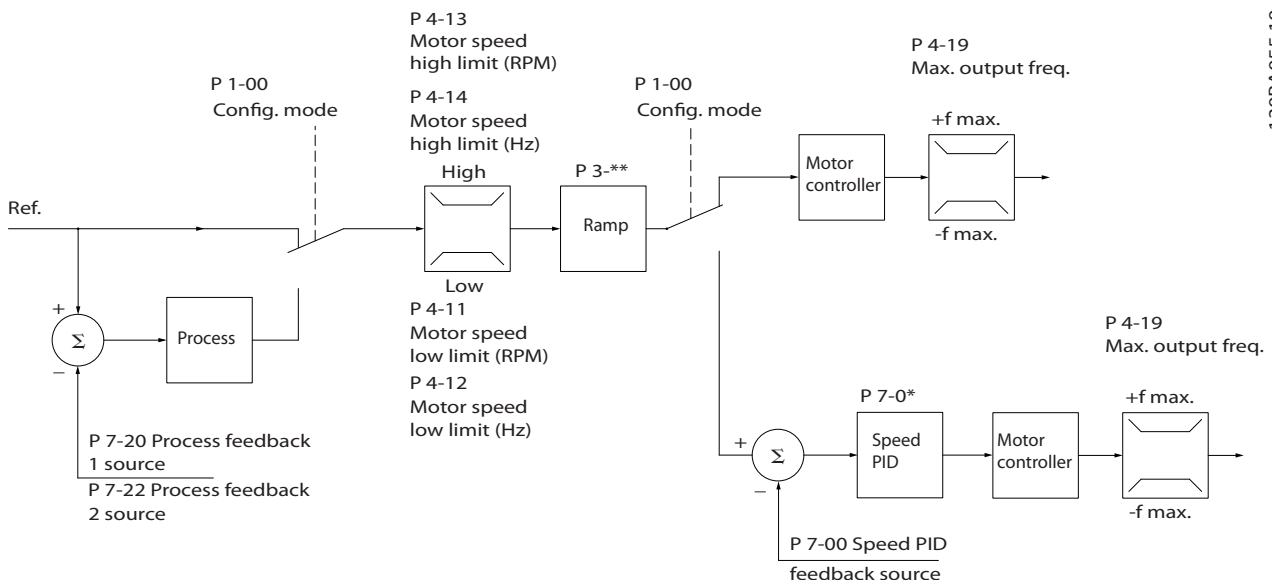 P 4-13
Motor speed
high limit (RPM)
P 4-14
Motor speed
high limit (Hz)
High
P 1-00
Config. mode
P 1-00
Config. mode
P 4-19
Max. output freq.
+f max.
Motor
controller
-f max.
P 3-**
Ramp
Ref.
Low
P 4-11
Motor speed
low limit (RPM)
P 4-12
Motor speed
low limit (Hz)
+
Σ
−
Process
P 7-20 Process feedback
1 source
P 7-22 Process feedback
2 source
P 4-19
Max. output freq.
+f max.
P 7-0*
+
Σ
−
Speed
PID
Motor
controller
-f max.
P 7-00 Speed PID
feedback source